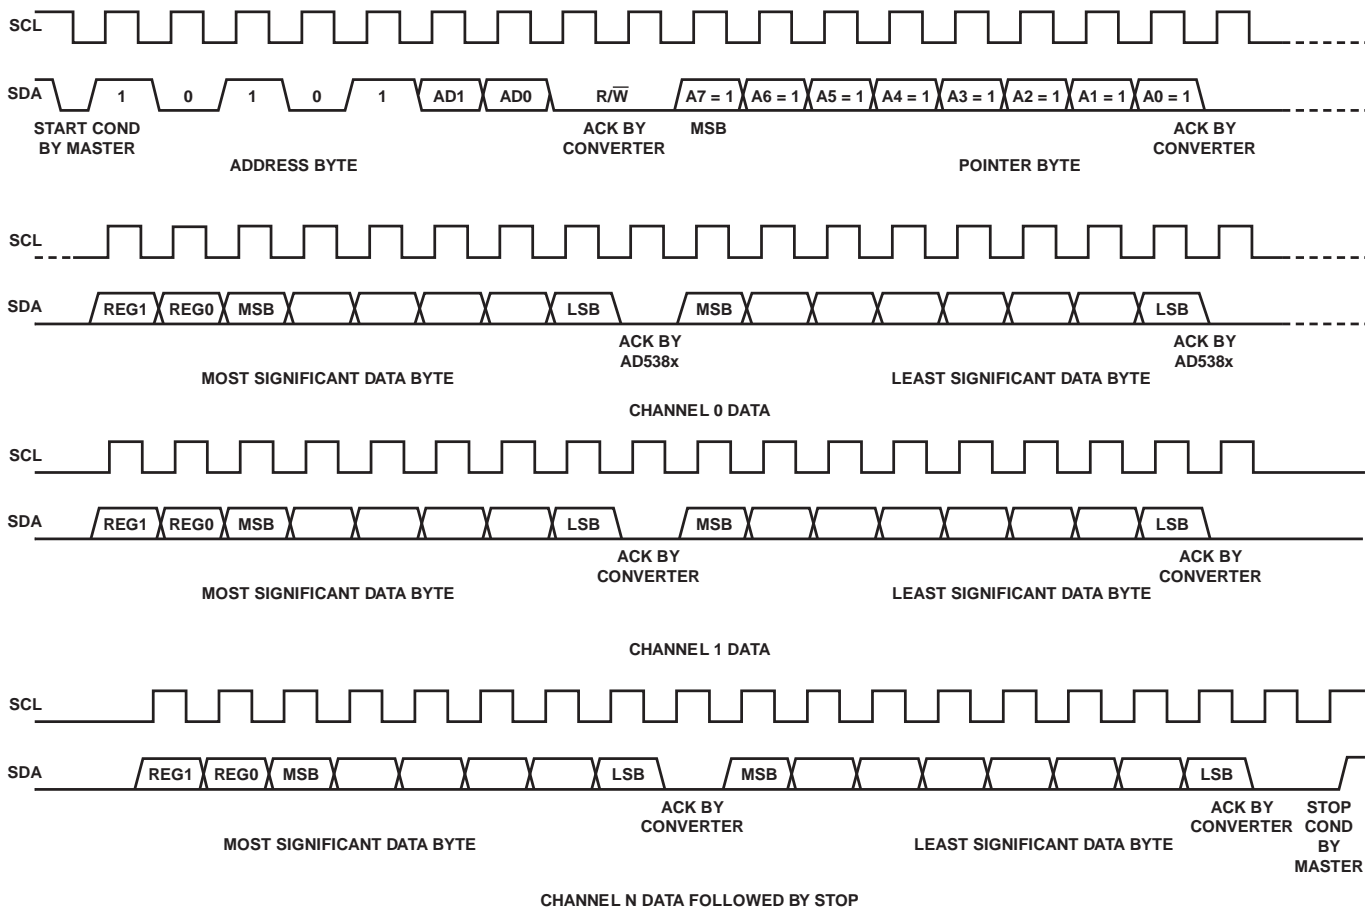 SCL
SDA 1 0 1 0 1 AD1 AD0 R/W̅ A7 = 1 A6 = 1 A5 = 1 A4 = 1 A3 = 1 A2 = 1 A1 = 1 A0 = 1
START COND
BY MASTER
ACK BY
CONVERTER
MSB
ACK BY
CONVERTER
ADDRESS BYTE
POINTER BYTE
SCL
SDA REG1 REG0 MSB LSB MSB LSB
ACK BY
AD538x
ACK BY
AD538x
MOST SIGNIFICANT DATA BYTE
LEAST SIGNIFICANT DATA BYTE
CHANNEL 0 DATA
SCL
SDA REG1 REG0 MSB LSB MSB LSB
ACK BY
CONVERTER
ACK BY
CONVERTER
MOST SIGNIFICANT DATA BYTE
LEAST SIGNIFICANT DATA BYTE
CHANNEL 1 DATA
SCL
SDA REG1 REG0 MSB LSB MSB LSB
ACK BY
CONVERTER
ACK BY
CONVERTER
STOP
COND
BY
MASTER
MOST SIGNIFICANT DATA BYTE
LEAST SIGNIFICANT DATA BYTE
CHANNEL N DATA FOLLOWED BY STOP